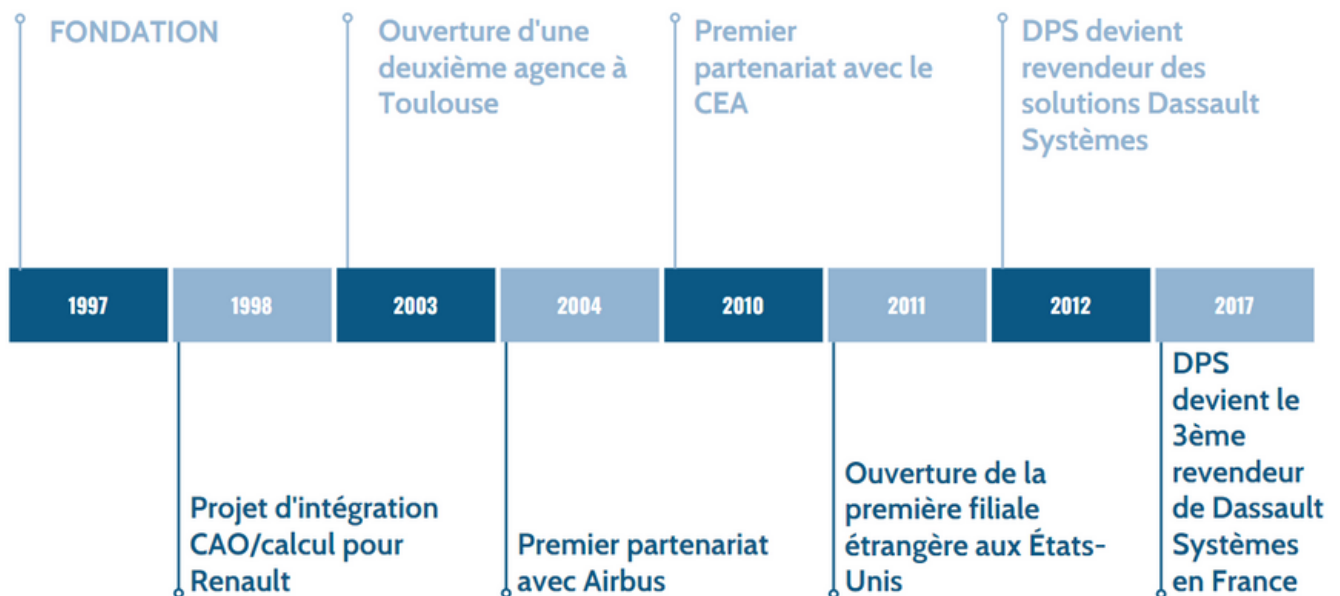 FONDATION
Ouverture d'une
deuxième agence à
Toulouse
Premier
partenariat avec le
CEA
DPS devient
revendeur des
solutions Dassault
Systèmes
1997
1998
2003
2004
2010
2011
2012
2017
Projet d'intégration
CAO/calcul pour
Renault
Premier partenariat
avec Airbus
Ouverture de la
première filiale
étrangère aux États-
Unis
DPS
devient le
3ème
revendeur
de Dassault
Systèmes
en France